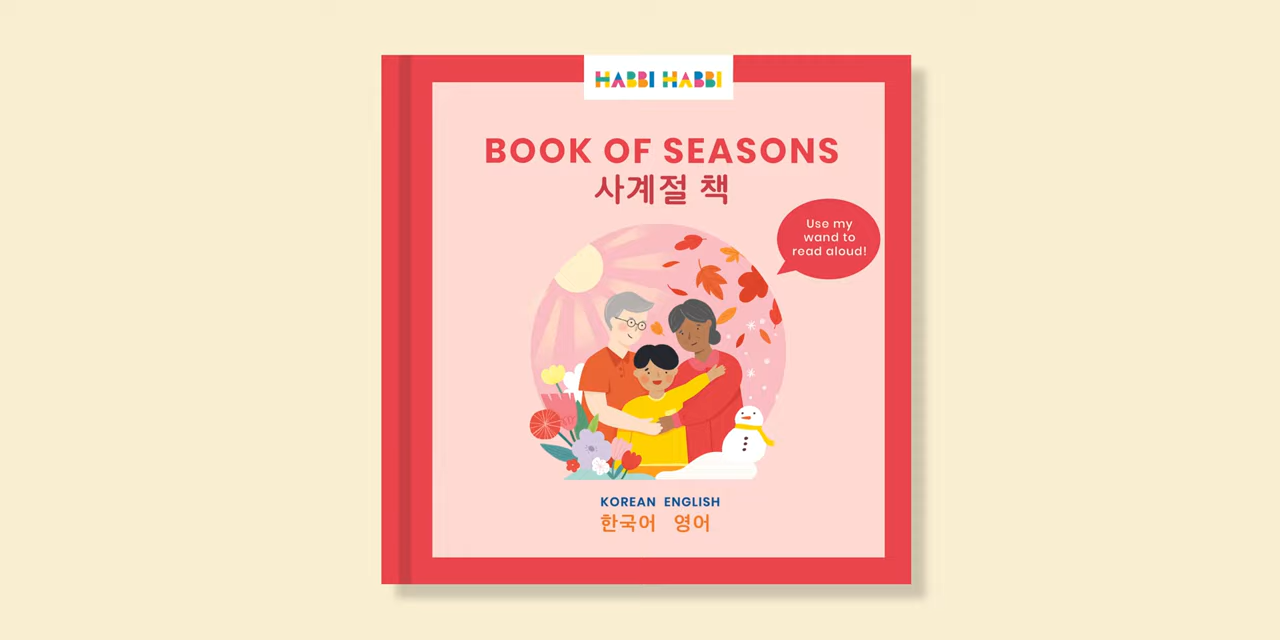 HABBI HABBI
BOOK OF SEASONS
사계절 책
Use my
wand to
read aloud!
KOREAN ENGLISH
한국어 영어